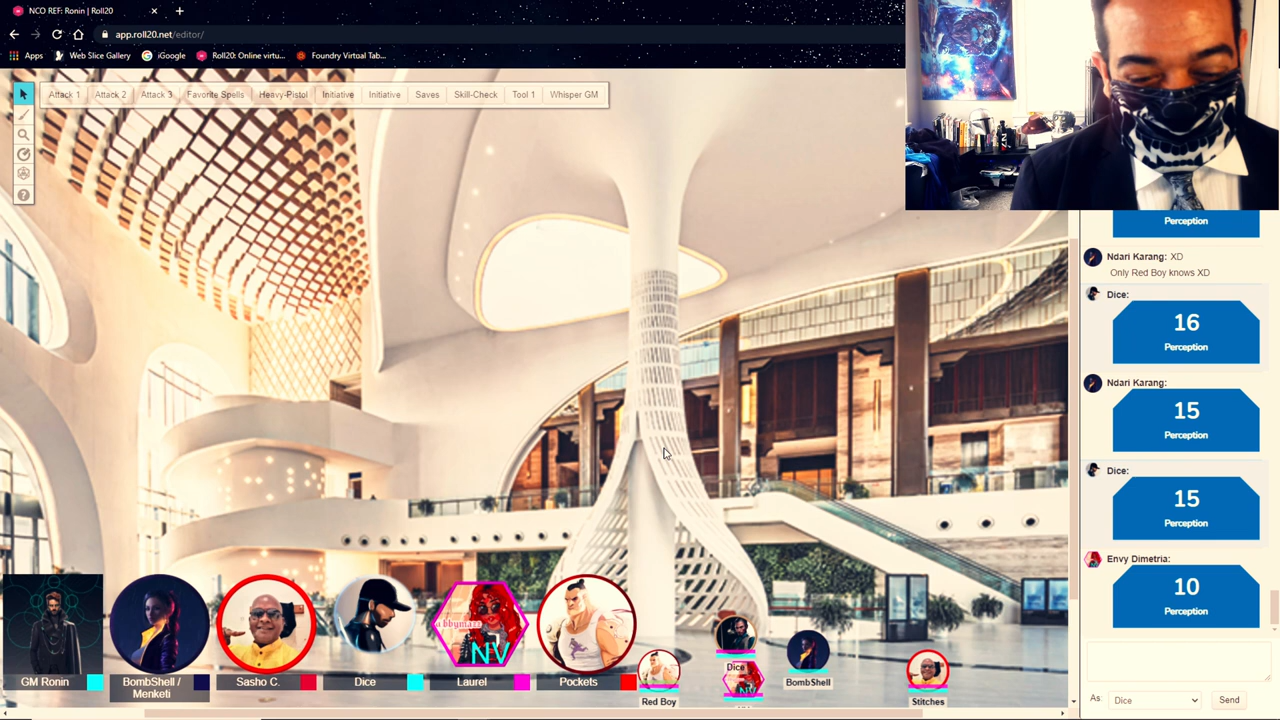 NCO REF: Ronin | Roll20
app.roll20.net/editor/
Apps Web Slice Gallery iGoogle Roll20: Online virtu... Foundry Virtual Tab...
Attack 1 Attack 2 Attack 3 Favorite Spells Heavy-Pistol Initiative Initiative Saves Skill-Check Tool 1 Whisper GM
Perception
Ndari Karang: XD
Only Red Boy knows XD
Dice:
16
Perception
Ndari Karang:
15
Perception
Dice:
15
Perception
Envy Dimetria:
10
Perception
As: Dice Send
NV
GM Ronin
BombShell /
Menketi
Sasho C.
Dice
Laurel
Pockets
Red Boy
Dice
NV
BombShell
Stitches